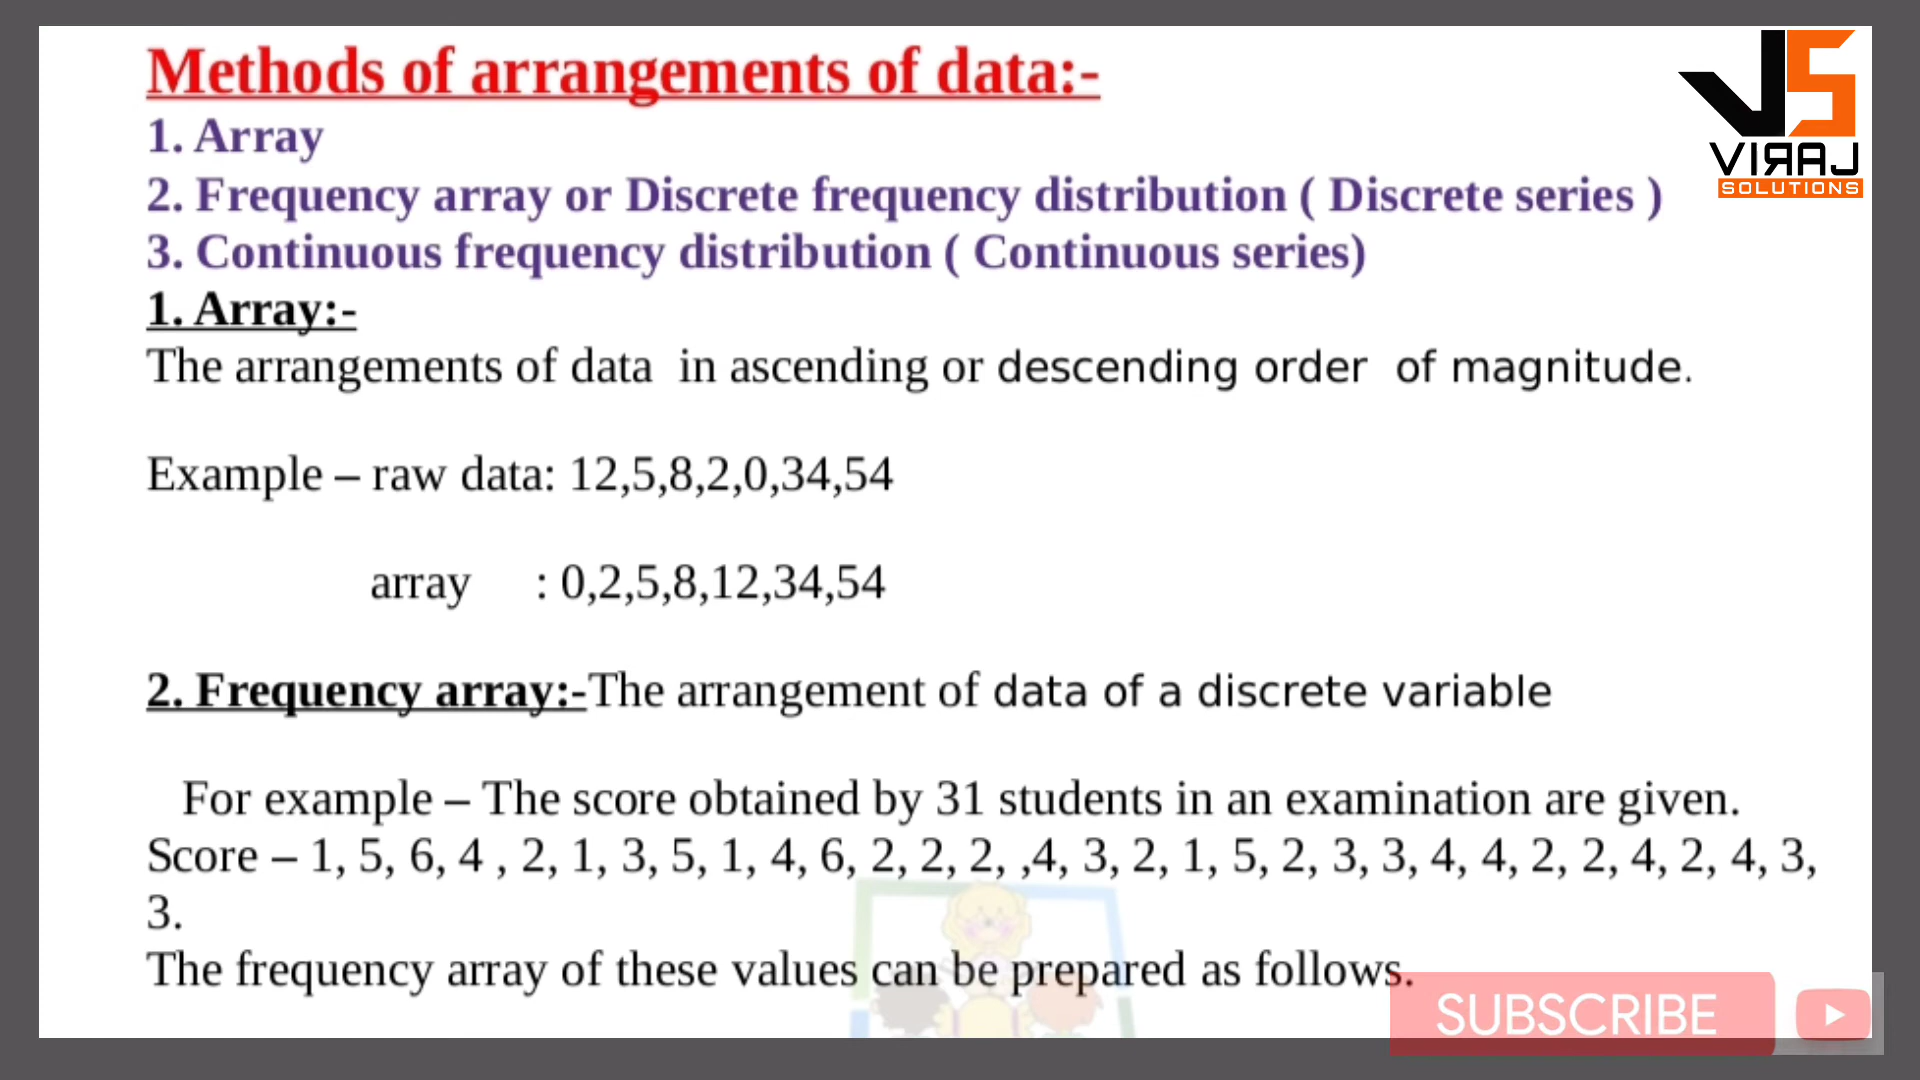 Methods of arrangements of data:-
1. Array
2. Frequency array or Discrete frequency distribution ( Discrete series )
3. Continuous frequency distribution ( Continuous series)
1. Array:-
The arrangements of data  in ascending or descending order  of magnitude.
Example – raw data: 12,5,8,2,0,34,54
array     : 0,2,5,8,12,34,54
2. Frequency array:-The arrangement of data of a discrete variable
For example – The score obtained by 31 students in an examination are given.
Score – 1, 5, 6, 4 , 2, 1, 3, 5, 1, 4, 6, 2, 2, 2, ,4, 3, 2, 1, 5, 2, 3, 3, 4, 4, 2, 2, 4, 2, 4, 3,
3.
The frequency array of these values can be prepared as follows.
VS
VIRAJ
SOLUTIONS
SUBSCRIBE